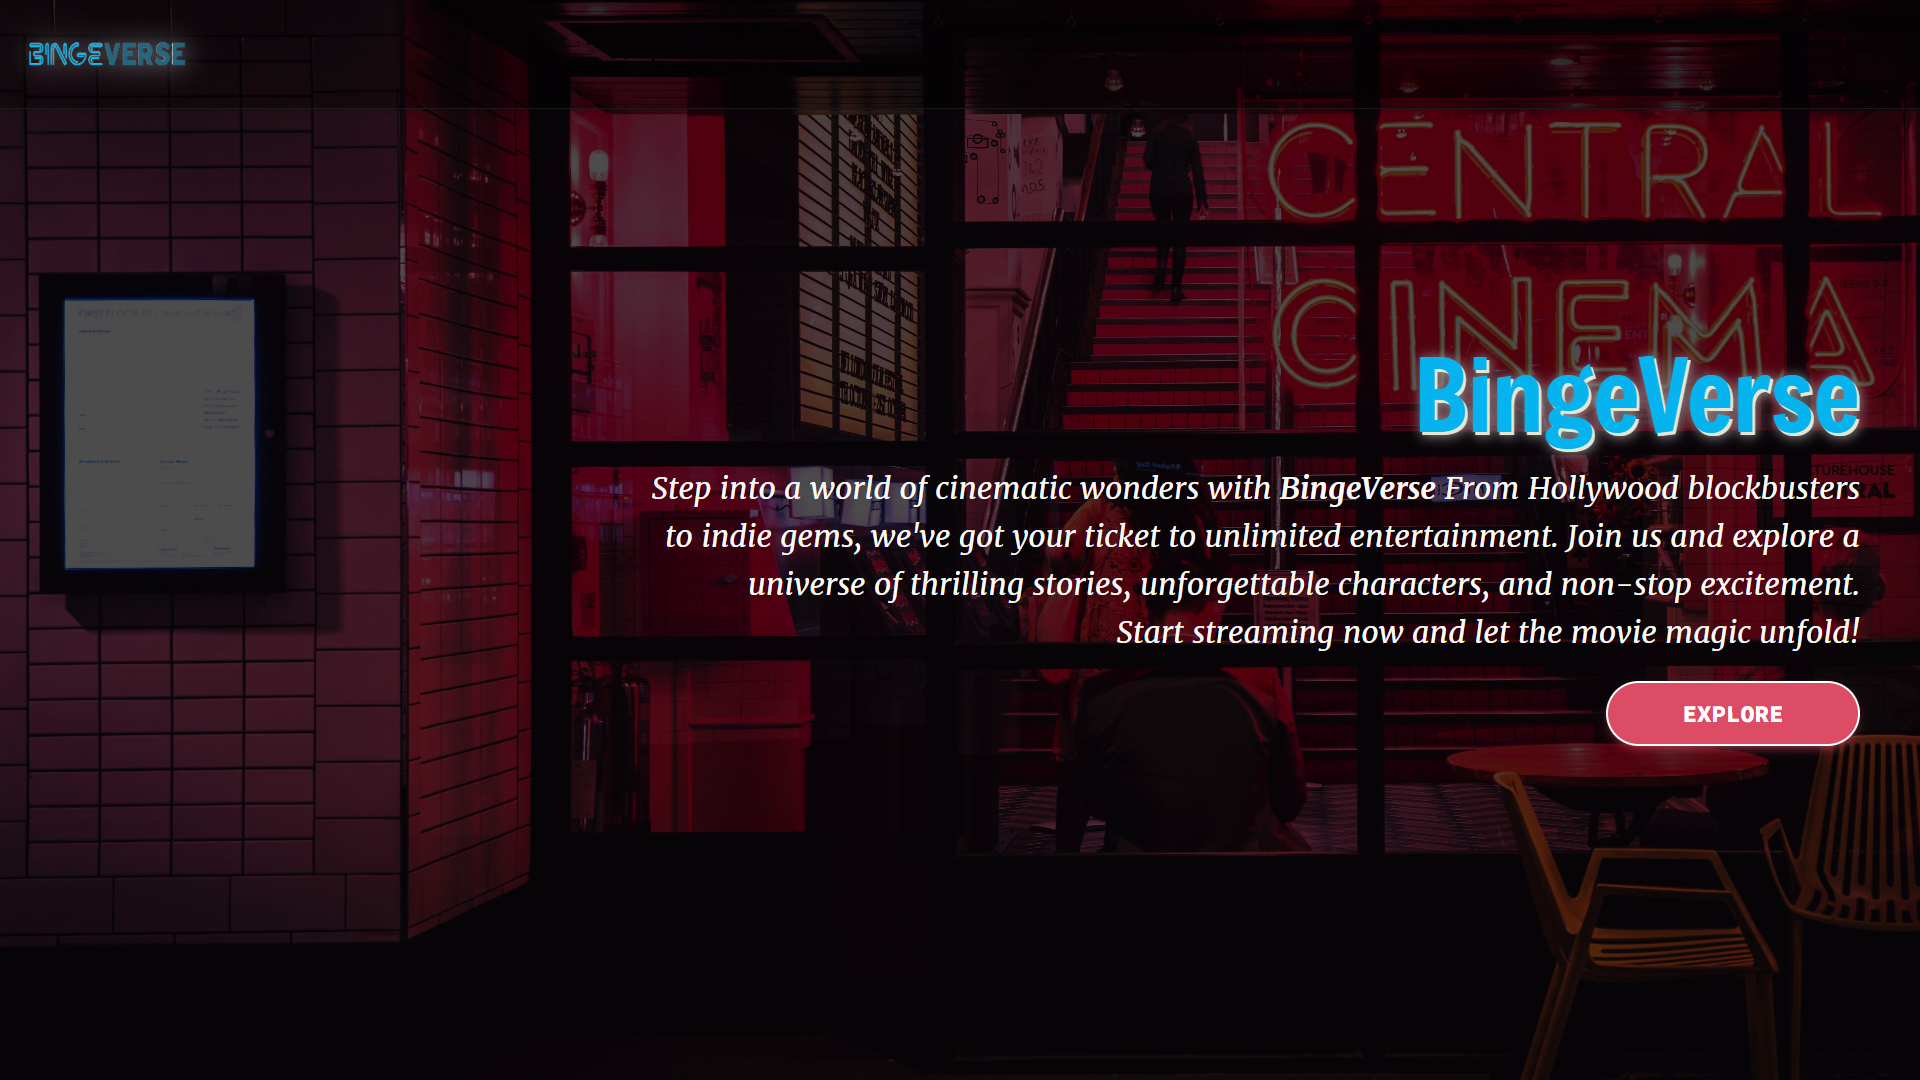 BINGEVERSE
CENTRAL
CINEMA
BingeVerse
Step into a world of cinematic wonders with BingeVerse From Hollywood blockbusters
to indie gems, we've got your ticket to unlimited entertainment. Join us and explore a
universe of thrilling stories, unforgettable characters, and non-stop excitement.
Start streaming now and let the movie magic unfold!
EXPLORE